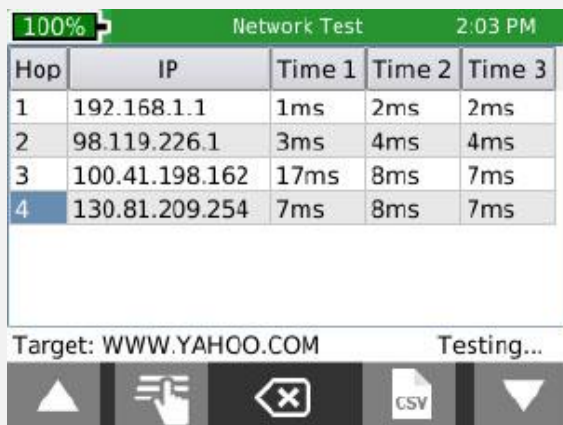 100% Network Test 2:03 PM
Hop IP Time 1 Time 2 Time 3
1 192.168.1.1 1ms 2ms 2ms
2 98.119.226.1 3ms 4ms 4ms
3 100.41.198.162 17ms 8ms 7ms
4 130.81.209.254 7ms 8ms 7ms
Target: WWW.YAHOO.COM Testing...
CSV